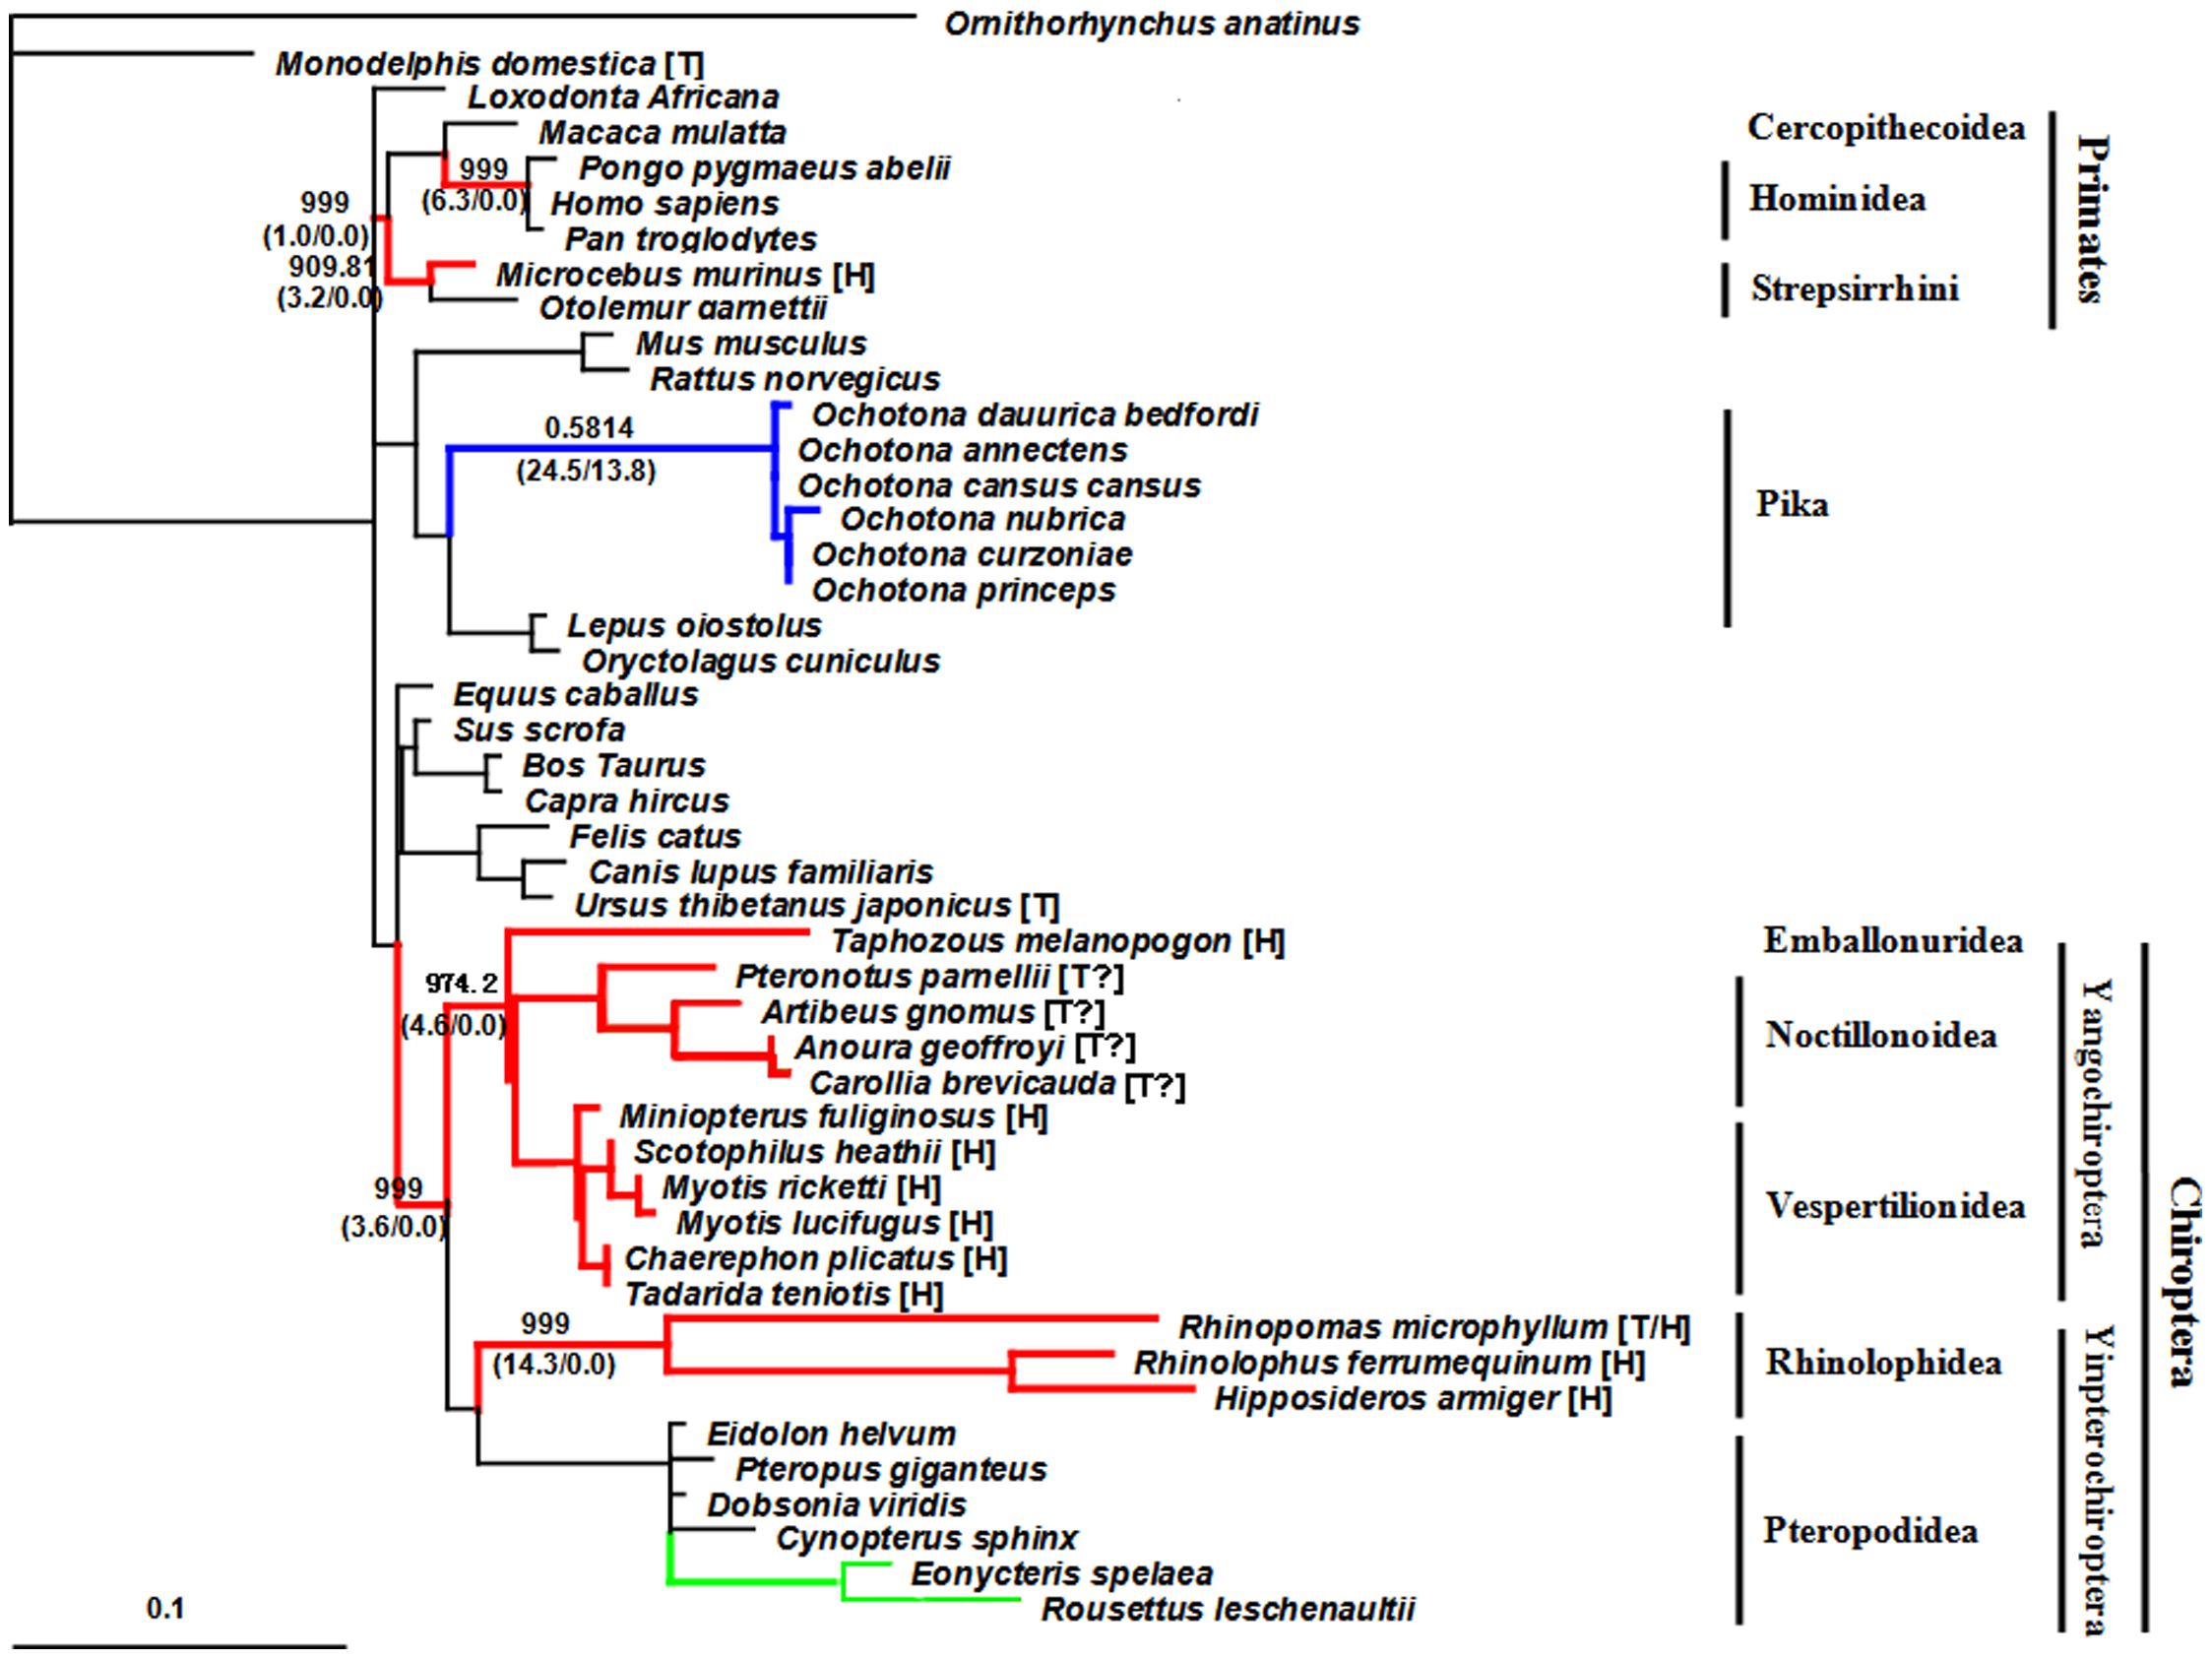 Ornithorhynchus anatinus
Monodelphis domestica [T]
Loxodonta Africana
Macaca mulatta
Cercopithecoidea
999
Pongo pygmaeus abelii
(6.3/0.0)
Homo sapiens
Hominidea
Primates
999
(1.0/0.0)
Pan troglodytes
909.81
(3.2/0.0)
Microcebus murinus [H]
Strepsirrhini
Otolemur garnettii
Mus musculus
Rattus norvegicus
Ochotona dauurica bedfordi
0.5814
(24.5/13.8)
Ochotona annectens
Ochotona cansus cansus
Pika
Ochotona nubrica
Ochotona curzoniae
Ochotona princeps
Lepus oiostolus
Oryctolagus cuniculus
Equus caballus
Sus scrofa
Bos Taurus
Capra hircus
Felis catus
Canis lupus familiaris
Ursus thibetanus japonicus [T]
Taphozous melanopogon [H]
Emballonuridea
974.2
(4.6/0.0)
Pteronotus parnellii [T?]
Artibeus gnomus [T?]
Noctillonoidea
Anoura geoffroyi [T?]
Carollia brevicauda [T?]
Yangochiroptera
Miniopterus fuliginosus [H]
Scotophilus heathii [H]
999
(3.6/0.0)
Myotis ricketti [H]
Vespertilionidea
Myotis lucifugus [H]
Chaerephon plicatus [H]
Tadarida teniotis [H]
Chiroptera
999
(14.3/0.0)
Rhinopomas microphyllum [T/H]
Rhinolophus ferrumequinum [H]
Rhinolophidea
Hipposideros armiger [H]
Yinpterochiroptera
Eidolon helvum
Pteropus giganteus
Dobsonia viridis
Pteropodidea
Cynopterus sphinx
Eonycteris spelaea
Rousettus leschenaultii
0.1